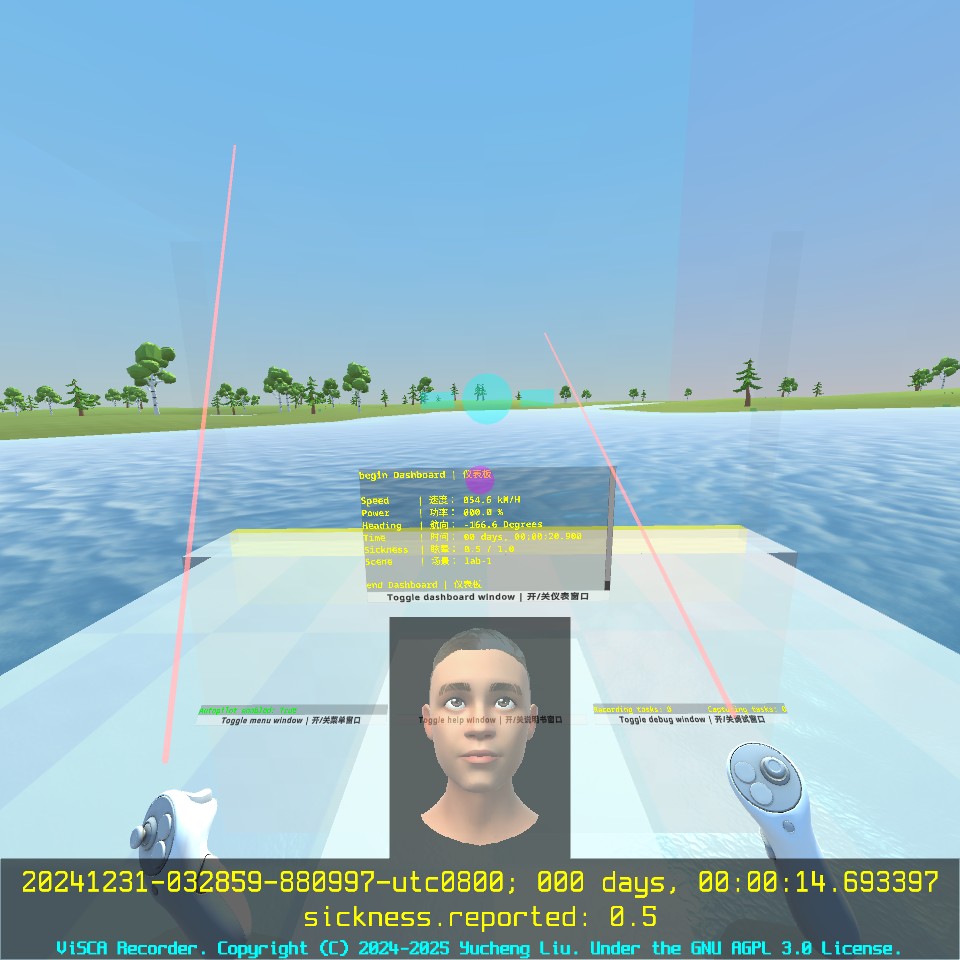 begin Dashboard | 仪表板
Speed | 速度: 054.6 kM/H
Power | 功率: 000.0 %
Heading | 航向: -166.6 Degrees
Time | 时间: 00 days, 00:00:20.900
Sickness | 眩晕: 0.5 / 1.0
Scene | 场景: lab-1
end Dashboard | 仪表板
Toggle dashboard window | 开/关仪表窗口
Autopilot enabled: True
Toggle menu window | 开/关菜单窗口
Toggle help window | 开/关说明书窗口
Recording tasks: 0 Capturing tasks: 0
Toggle debug window | 开/关调试窗口
20241231-032859-880997-utc0800; 000 days, 00:00:14.693397
sickness.reported: 0.5
ViSCA Recorder. Copyright (C) 2024-2025 Yucheng Liu. Under the GNU AGPL 3.0 License.